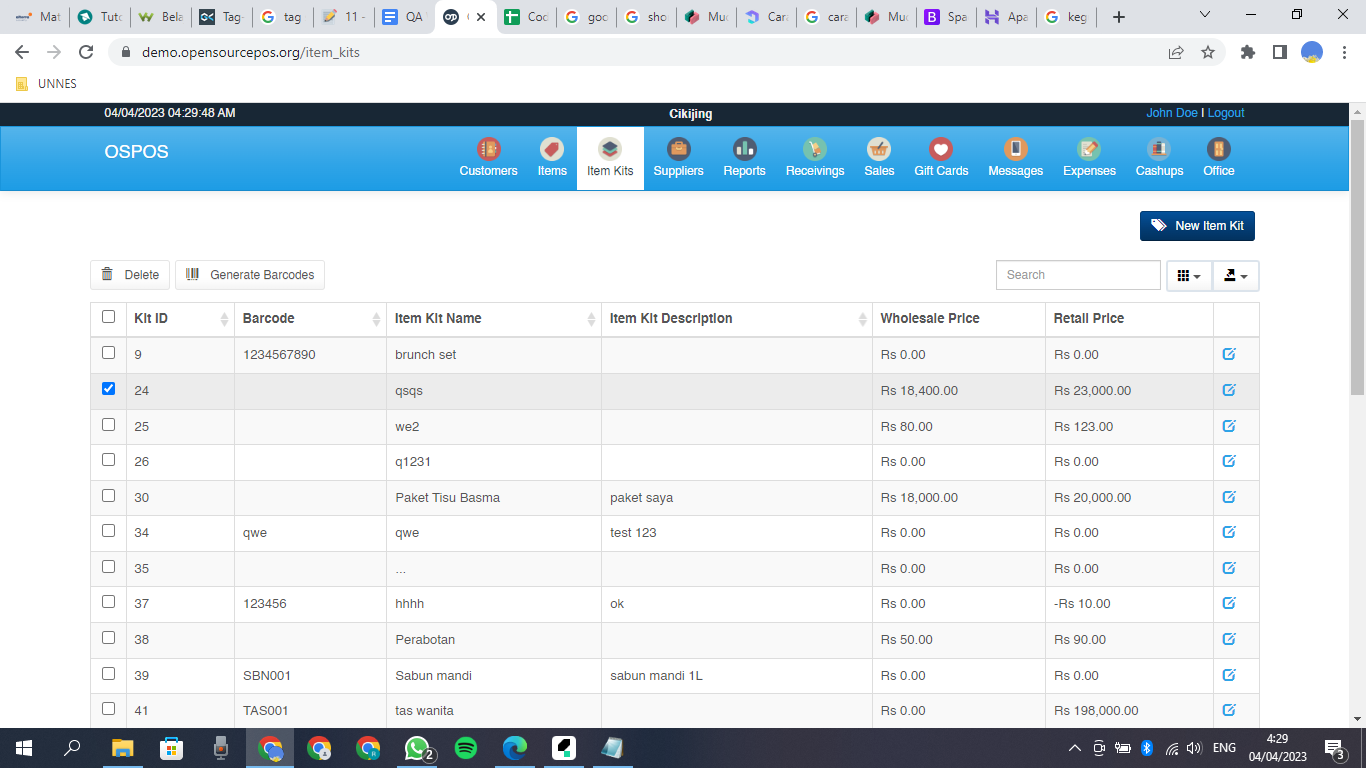 Mat
Tuto
Bela
Tag-
tag
11 -
QA
Cod
goo
sho
Mud
Cara
cara
Mud
Spa
Apa
keg
demo.opensourcepos.org/item_kits
UNNES
04/04/2023 04:29:48 AM Cikijing John Doe | Logout
OSPOS
Customers Items Item Kits Suppliers Reports Receivings Sales Gift Cards Messages Expenses Cashups Office
New Item Kit
Delete Generate Barcodes Search
Kit ID Barcode Item Kit Name Item Kit Description Wholesale Price Retail Price
9 1234567890 brunch set Rs 0.00 Rs 0.00
24 qsqs Rs 18,400.00 Rs 23,000.00
25 we2 Rs 80.00 Rs 123.00
26 q1231 Rs 0.00 Rs 0.00
30 Paket Tisu Basma paket saya Rs 18,000.00 Rs 20,000.00
34 qwe qwe test 123 Rs 0.00 Rs 0.00
35 ... Rs 0.00 Rs 0.00
37 123456 hhhh ok Rs 0.00 -Rs 10.00
38 Perabotan Rs 50.00 Rs 90.00
39 SBN001 Sabun mandi sabun mandi 1L Rs 0.00 Rs 0.00
41 TAS001 tas wanita Rs 0.00 Rs 198,000.00
2
ENG
4:29
04/04/2023
3